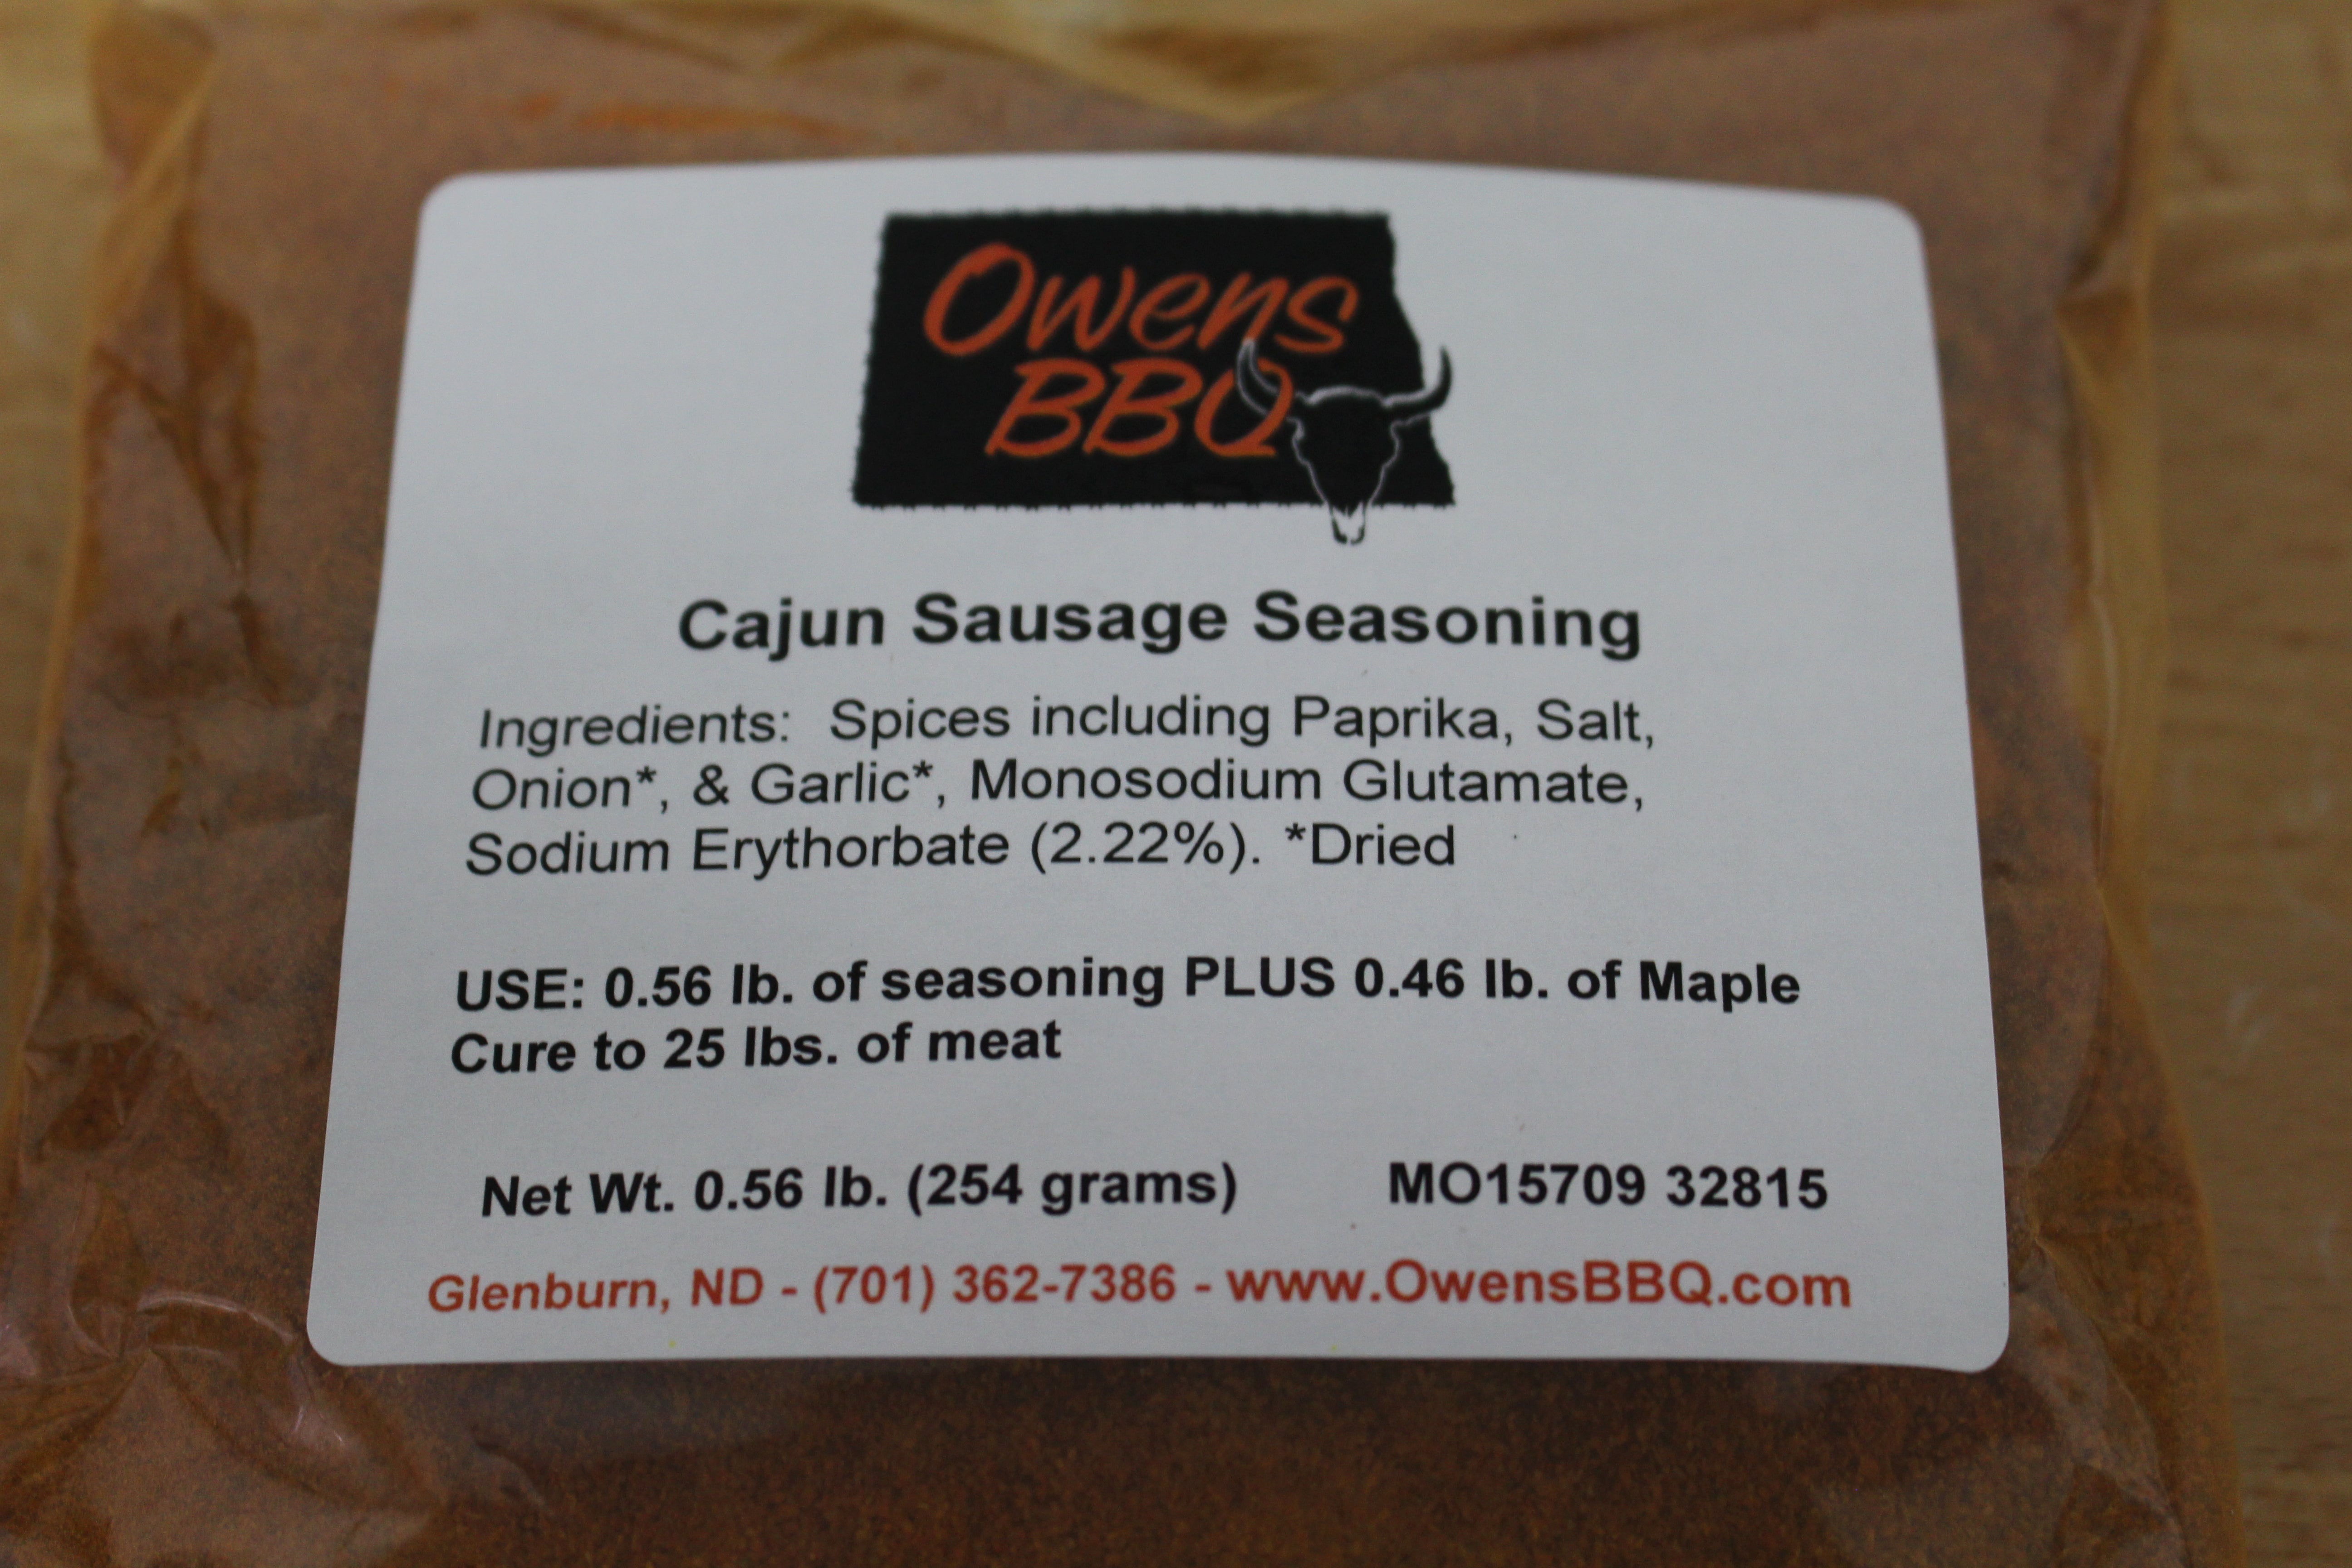 Owens
BBQ
Cajun Sausage Seasoning
Ingredients: Spices including Paprika, Salt,
Onion*, & Garlic*, Monosodium Glutamate,
Sodium Erythorbate (2.22%). *Dried
USE: 0.56 lb. of seasoning PLUS 0.46 lb. of Maple
Cure to 25 lbs. of meat
Net Wt. 0.56 lb. (254 grams) MO15709 32815
Glenburn, ND - (701) 362-7386 - www.OwensBBQ.com